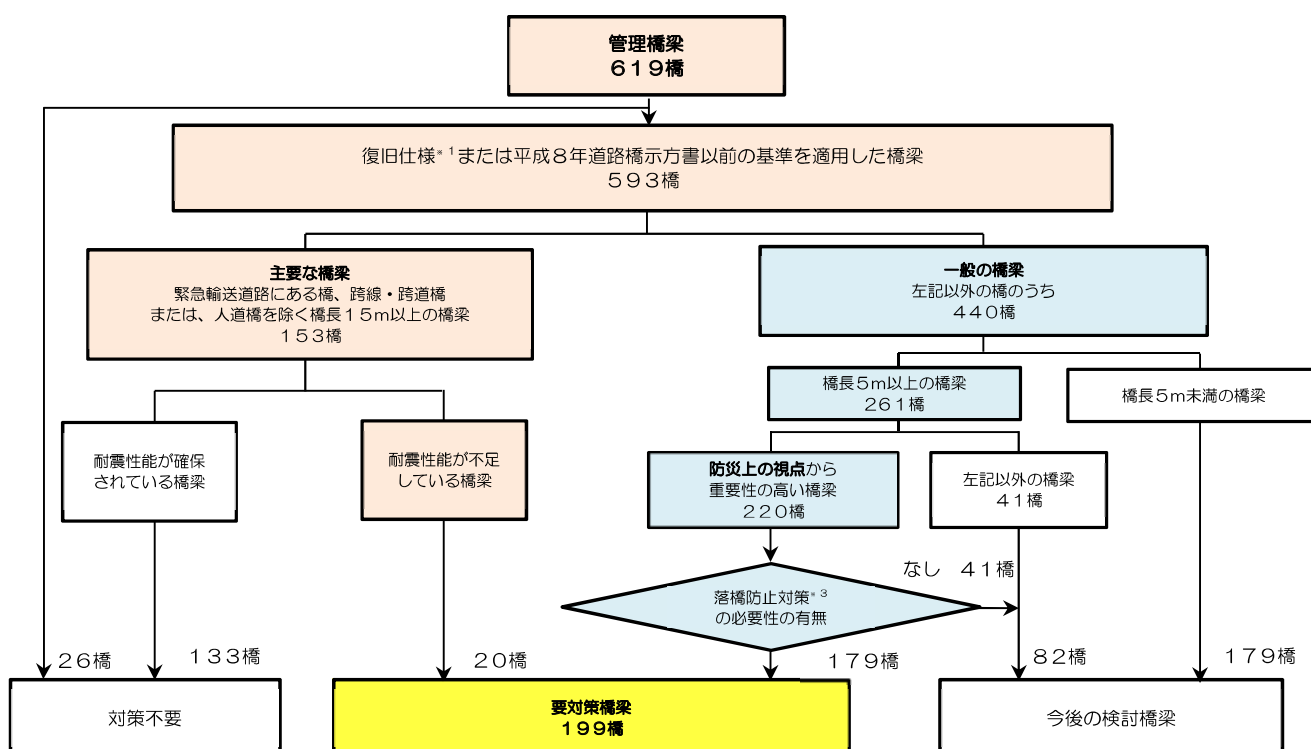 管理橋梁
６１９橋
復旧仕様※１または平成８年道路橋示方書以前の基準を適用した橋梁
５９３橋
主要な橋梁
緊急輸送道路にある橋、跨線・跨道橋
または、人道橋を除く橋長１５ｍ以上の橋梁
１５３橋
一般の橋梁
左記以外の橋のうち
４４０橋
橋長５ｍ以上の橋梁
２６１橋
橋長５ｍ未満の橋梁
耐震性能が確保
されている橋梁
耐震性能が不足
している橋梁
防災上の視点から
重要性の高い橋梁
２２０橋
左記以外の橋梁
４１橋
なし　４１橋
落橋防止対策※３
の必要性の有無
２６橋
１３３橋
２０橋
１７９橋
８２橋
１７９橋
対策不要
要対策橋梁
１９９橋
今後の検討橋梁